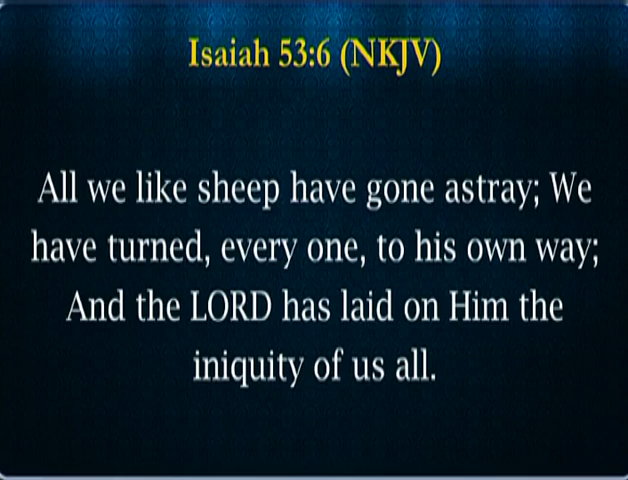 Isaiah 53:6 (NKJV)
All we like sheep have gone astray; We
have turned, every one, to his own way;
And the LORD has laid on Him the
iniquity of us all.